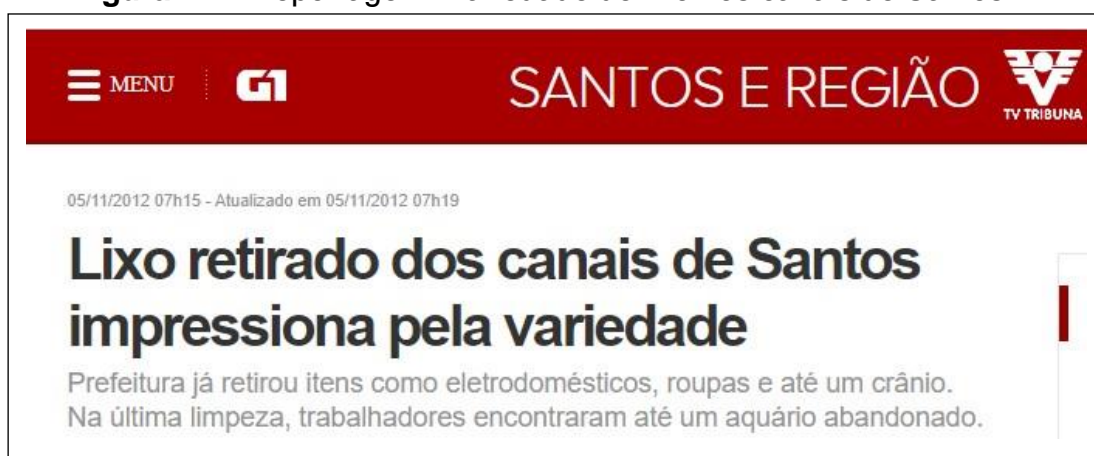 MENU G1 SANTOS E REGIÃO TV TRIBUNA
05/11/2012 07h15 - Atualizado em 05/11/2012 07h19
Lixo retirado dos canais de Santos
impressiona pela variedade
Prefeitura já retirou itens como eletrodomésticos, roupas e até um crânio.
Na última limpeza, trabalhadores encontraram até um aquário abandonado.